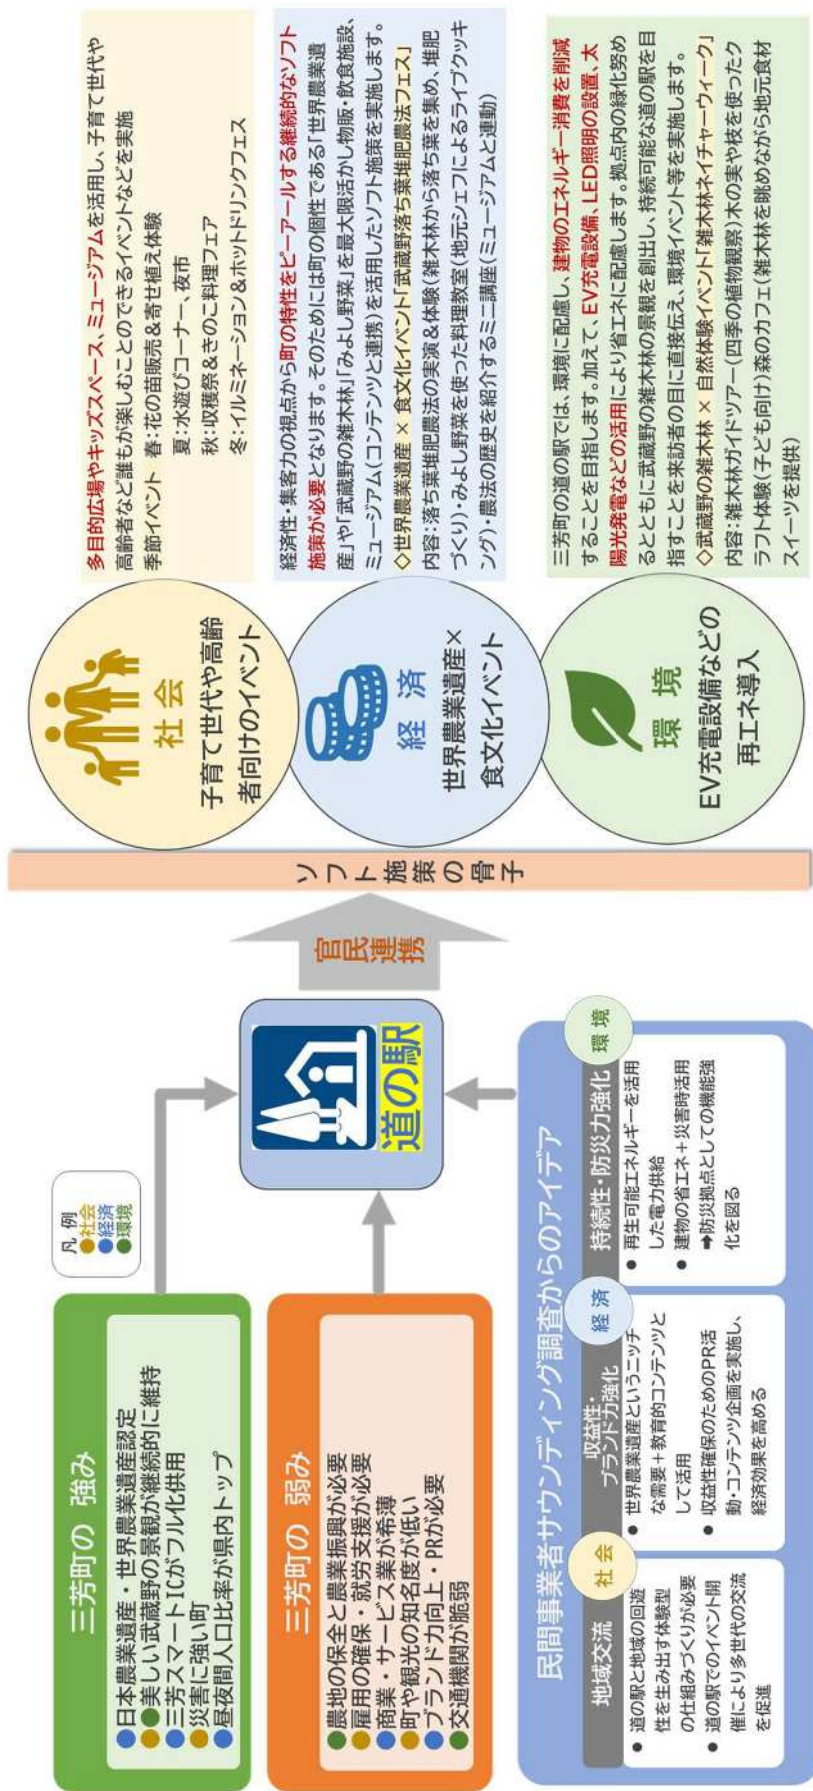 三芳町の 強み
日本農業遺産・世界農業遺産認定
美しい武蔵野の景観が継続的に維持
三芳スマートICがフル化供用
災害に強い町
昼夜間人口比率が県内トップ
凡 例
社会
経済
環境
三芳町の 弱み
農地の保全と農業振興が必要
雇用の確保・就労支援が必要
商業・サービス業が希薄
町や観光の知名度が低い
ブランド力向上・PRが必要
交通機関が脆弱
民間事業者サウンディング調査からのアイデア
地域交流
社 会
● 道の駅と地域の回遊
性を生み出す体験型
の仕組みづくりが必要
● 道の駅でのイベント開
催により多世代の交流
を促進
収益性・
ブランド力強化
経 済
● 世界農業遺産というニッチ
な需要＋教育的コンテンツと
して活用
● 収益性確保のためのPR活
動・コンテンツ企画を実施し、
経済効果を高める
持続性・防災力強化
環 境
● 再生可能エネルギーを活用
した電力供給
● 建物の省エネ＋災害時活用
➡防災拠点としての機能強
化を図る
道の駅
官民連携
ソフト施策の骨子
社 会
子育て世代や高齢
者向けのイベント
多目的広場やキッズスペース、ミュージアムを活用し、子育て世代や
高齢者など誰もが楽しむことのできるイベントなどを実施
季節イベント 春:花の苗販売＆寄せ植え体験
夏:水遊びコーナー、夜市
秋:収穫祭＆きのこ料理フェア
冬:イルミネーション＆ホットドリンクフェス
経 済
世界農業遺産×
食文化イベント
経済性・集客力の視点から町の特性をピーアールする継続的なソフト
施策が必要となります。そのためには町の個性である「世界農業遺
産」や「武蔵野の雑木林」「みよし野菜」を最大限活かし物販・飲食施設、
ミュージアム(コンテンツと連携)を活用したソフト施策を実施します。
◇世界農業遺産 × 食文化イベント「武蔵野落ち葉堆肥農法フェス」
内容:落ち葉堆肥農法の実演＆体験(雑木林から落ち葉を集め、堆肥
づくり)・みよし野菜を使った料理教室(地元シェフによるライブクッキ
ング)・農法の歴史を紹介するミニ講座(ミュージアムと連動)
環 境
EV充電設備などの
再エネ導入
三芳町の道の駅では、環境に配慮し、建物のエネルギー消費を削減
することを目指します。加えて、EV充電設備、LED照明の設置、太
陽光発電などの活用により省エネに配慮します。拠点内の緑化努め
るとともに武蔵野の雑木林の景観を創出し、持続可能な道の駅を目
指すことを来訪者の目に直接伝え、環境イベント等を実施します。
◇武蔵野の雑木林 × 自然体験イベント「雑木林ネイチャーウィーク」
内容:雑木林ガイドツアー(四季の植物観察)木の実や枝を使ったク
ラフト体験(子ども向け)森のカフェ(雑木林を眺めながら地元食材
スイーツを提供)